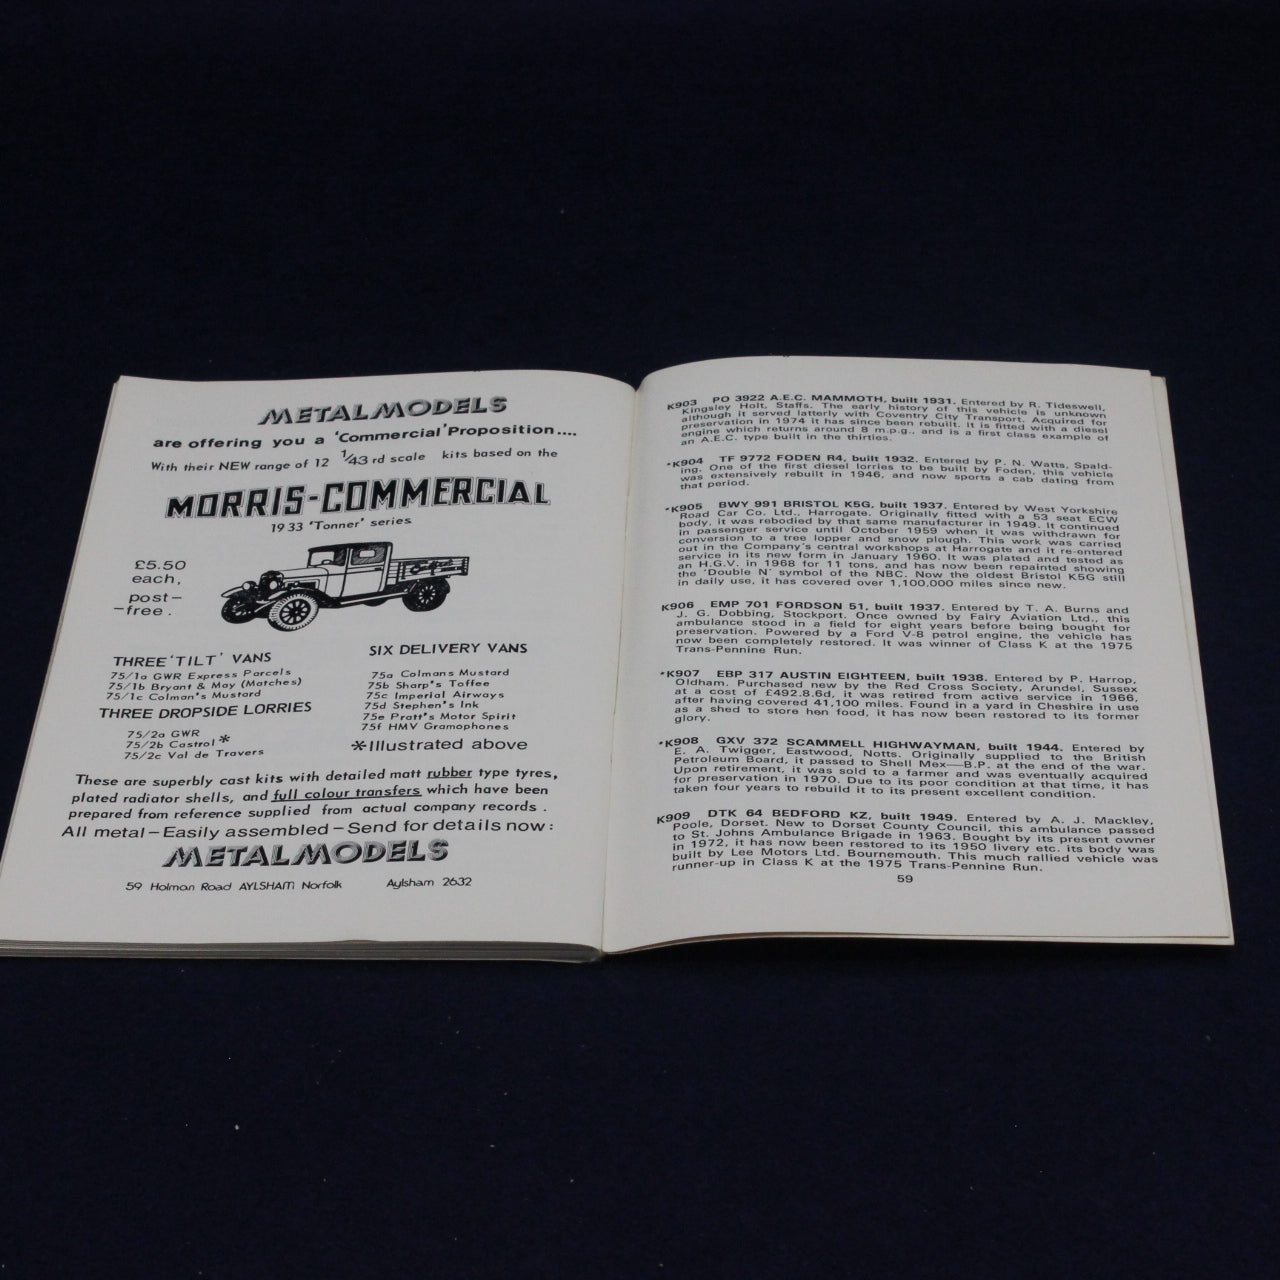 METALMODELS
are offering you a 'Commercial' Proposition....
With their NEW range of 12 1/43 rd scale kits based on the
MORRIS-COMMERCIAL
1933 'Tonner' series
£5.50
each,
post-
-free.
THREE 'TILT' VANS
75/1a GWR Express Parcels
75/1b Bryant & May (Matches)
75/1c Colman's Mustard
THREE DROPSIDE LORRIES
75/2a GWR
75/2b Castrol *
75/2c Val de Travers
SIX DELIVERY VANS
75a Colmans Mustard
75b Sharp's Toffee
75c Imperial Airways
75d Stephen's Ink
75e Pratt's Motor Spirit
75f HMV Gramophones
*Illustrated above
These are superbly cast kits with detailed matt rubber type tyres,
plated radiator shells, and full colour transfers which have been
prepared from reference supplied from actual company records.
All metal-Easily assembled-Send for details now:
METALMODELS
59 Holman Road AYLSHAM Norfolk Aylsham 2632
K903 PO 3922 A.E.C. MAMMOTH, built 1931. Entered by R. Tideswell,
Kingsley Holt, Staffs. The early history of this vehicle is unknown
although it served latterly with Coventry City Transport. Acquired for
preservation in 1974 it has since been rebuilt. It is fitted with a diesel
engine which returns around 8 m.p.g., and is a first class example of
an A.E.C. type built in the thirties.
*K904 TF 9772 FODEN R4, built 1932. Entered by P. N. Watts, Spald-
ing. One of the first diesel lorries to be built by Foden, this vehicle
was extensively rebuilt in 1946, and now sports a cab dating from
that period.
*K905 BWY 991 BRISTOL K5G, built 1937. Entered by West Yorkshire
Road Car Co. Ltd., Harrogate. Originally fitted with a 53 seat ECW
body, it was rebodied by that same manufacturer in 1949. It continued
in passenger service until October 1959 when it was withdrawn for
conversion to a tree lopper and snow plough. This work was carried
out in the Company's central workshops at Harrogate and it re-entered
service in its new form in January 1960. It was plated and tested as
an H.G.V. in 1968 for 11 tons, and has now been repainted showing
the 'Double N' symbol of the NBC. Now the oldest Bristol K5G still
in daily use, it has covered over 1,100,000 miles since new.
K906 EMP 701 FORDSON 51, built 1937. Entered by T. A. Burns and
J. G. Dobbing, Stockport. Once owned by Fairy Aviation Ltd., this
ambulance stood in a field for eight years before being bought for
preservation. Powered by a Ford V-8 petrol engine, the vehicle has
now been completely restored. It was winner of Class K at the 1975
Trans-Pennine Run.
*K907 EBP 317 AUSTIN EIGHTEEN, built 1938. Entered by P. Harrop,
Oldham. Purchased new by the Red Cross Society, Arundel, Sussex
at a cost of £492.8.6d, it was retired from active service in 1966,
after having covered 41,100 miles. Found in a yard in Cheshire in use
as a shed to store hen food, it has now been restored to its former
glory.
*K908 GXV 372 SCAMMELL HIGHWAYMAN, built 1944. Entered by
E. A. Twigger, Eastwood, Notts. Originally supplied to the British
Petroleum Board, it passed to Shell Mex—B.P. at the end of the war.
Upon retirement, it was sold to a farmer and was eventually acquired
for preservation in 1970. Due to its poor condition at that time, it has
taken four years to rebuild it to its present excellent condition.
K909 DTK 64 BEDFORD KZ, built 1949. Entered by A. J. Mackley,
Poole, Dorset. New to Dorset County Council, this ambulance passed
to St. Johns Ambulance Brigade in 1963. Bought by its present owner
in 1972, it has now been restored to its 1950 livery etc. its body was
built by Lee Motors Ltd. Bournemouth. This much rallied vehicle was
runner-up in Class K at the 1975 Trans-Pennine Run.
59